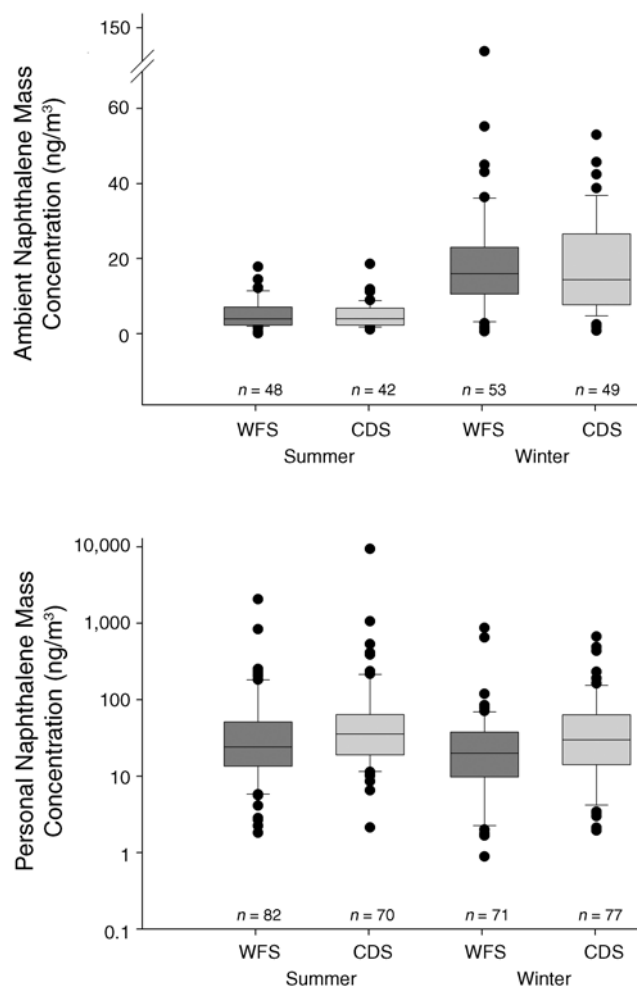 Ambient Naphthalene Mass
Concentration (ng/m³)
150
60
40
20
0
n = 48
n = 42
n = 53
n = 49
WFS
CDS
WFS
CDS
Summer
Winter
Personal Naphthalene Mass
Concentration (ng/m³)
10,000
1,000
100
10
1
0.1
n = 82
n = 70
n = 71
n = 77
WFS
CDS
WFS
CDS
Summer
Winter